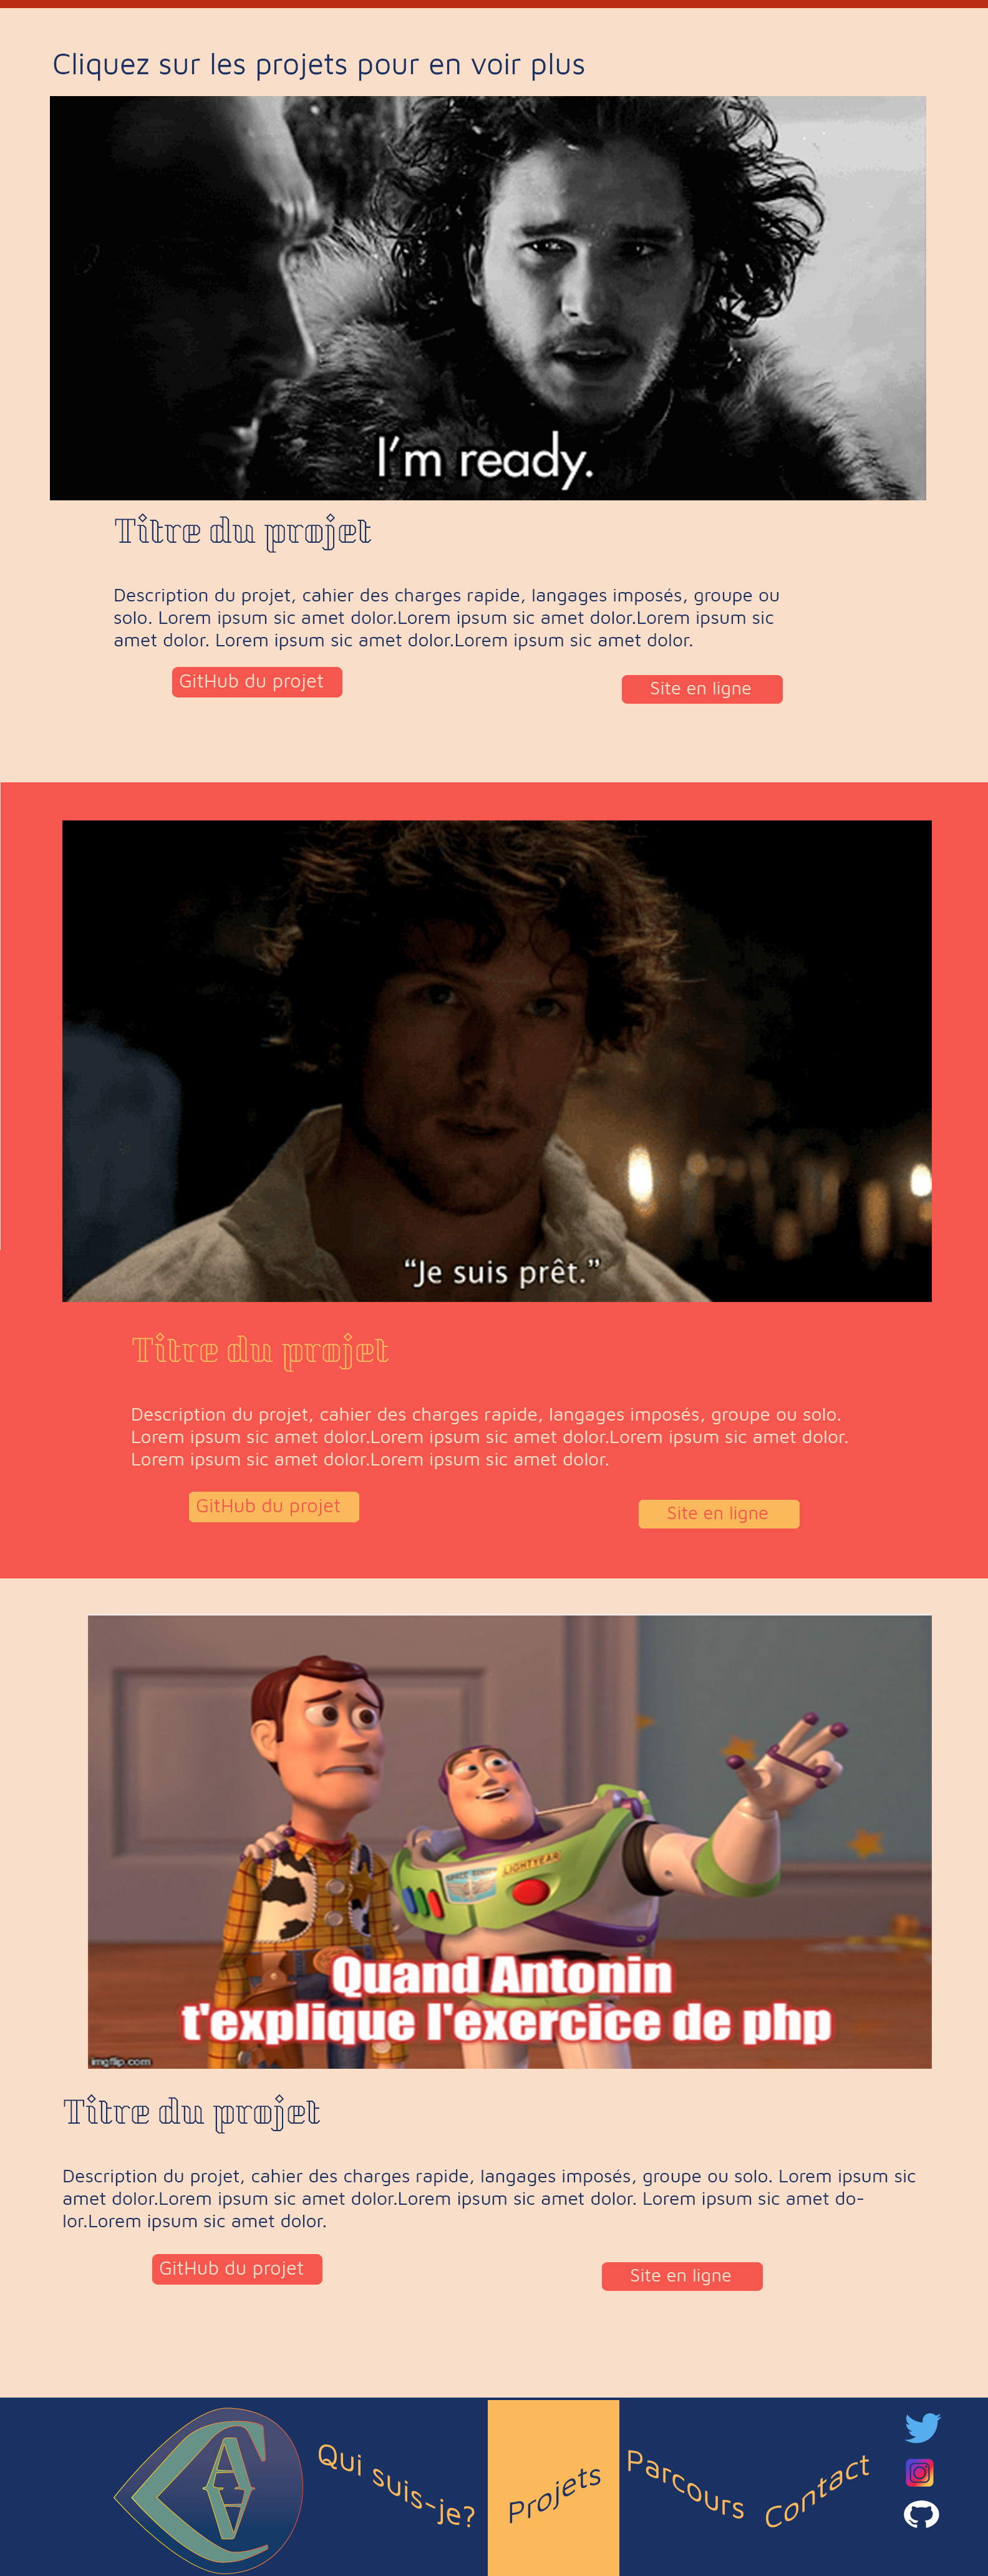 Cliquez sur les projets pour en voir plus
I'm ready.
Titre du projet
Description du projet, cahier des charges rapide, langages imposés, groupe ou
solo. Lorem ipsum sic amet dolor.Lorem ipsum sic amet dolor.Lorem ipsum sic
amet dolor. Lorem ipsum sic amet dolor.Lorem ipsum sic amet dolor.
GitHub du projet
Site en ligne
“Je suis prêt.”
Titre du projet
Description du projet, cahier des charges rapide, langages imposés, groupe ou solo.
Lorem ipsum sic amet dolor.Lorem ipsum sic amet dolor.Lorem ipsum sic amet dolor.
Lorem ipsum sic amet dolor.Lorem ipsum sic amet dolor.
GitHub du projet
Site en ligne
SPACE RANGER LIGHTYEAR
Quand Antonin
t'explique l'exercice de php
imgflip.com
Titre du projet
Description du projet, cahier des charges rapide, langages imposés, groupe ou solo. Lorem ipsum sic
amet dolor.Lorem ipsum sic amet dolor.Lorem ipsum sic amet dolor. Lorem ipsum sic amet do-
lor.Lorem ipsum sic amet dolor.
GitHub du projet
Site en ligne
Qui suis-je?
Projets
Parcours
Contact